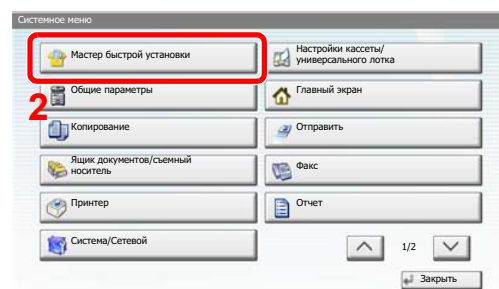 Системное меню
Мастер быстрой установки
Настройки кассеты/
универсального лотка
2
Общие параметры
Главный экран
Копирование
Отправить
Ящик документов/съемный
носитель
Факс
Принтер
Отчет
Система/Сетевой
1/2
Закрыть